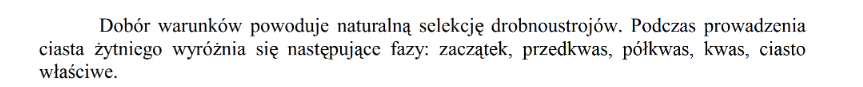 Dobór warunków powoduje naturalną selekcję drobnoustrojów. Podczas prowadzenia
ciasta żytniego wyróżnia się następujące fazy: zaczątek, przedkwas, półkwas, kwas, ciasto
właściwe.